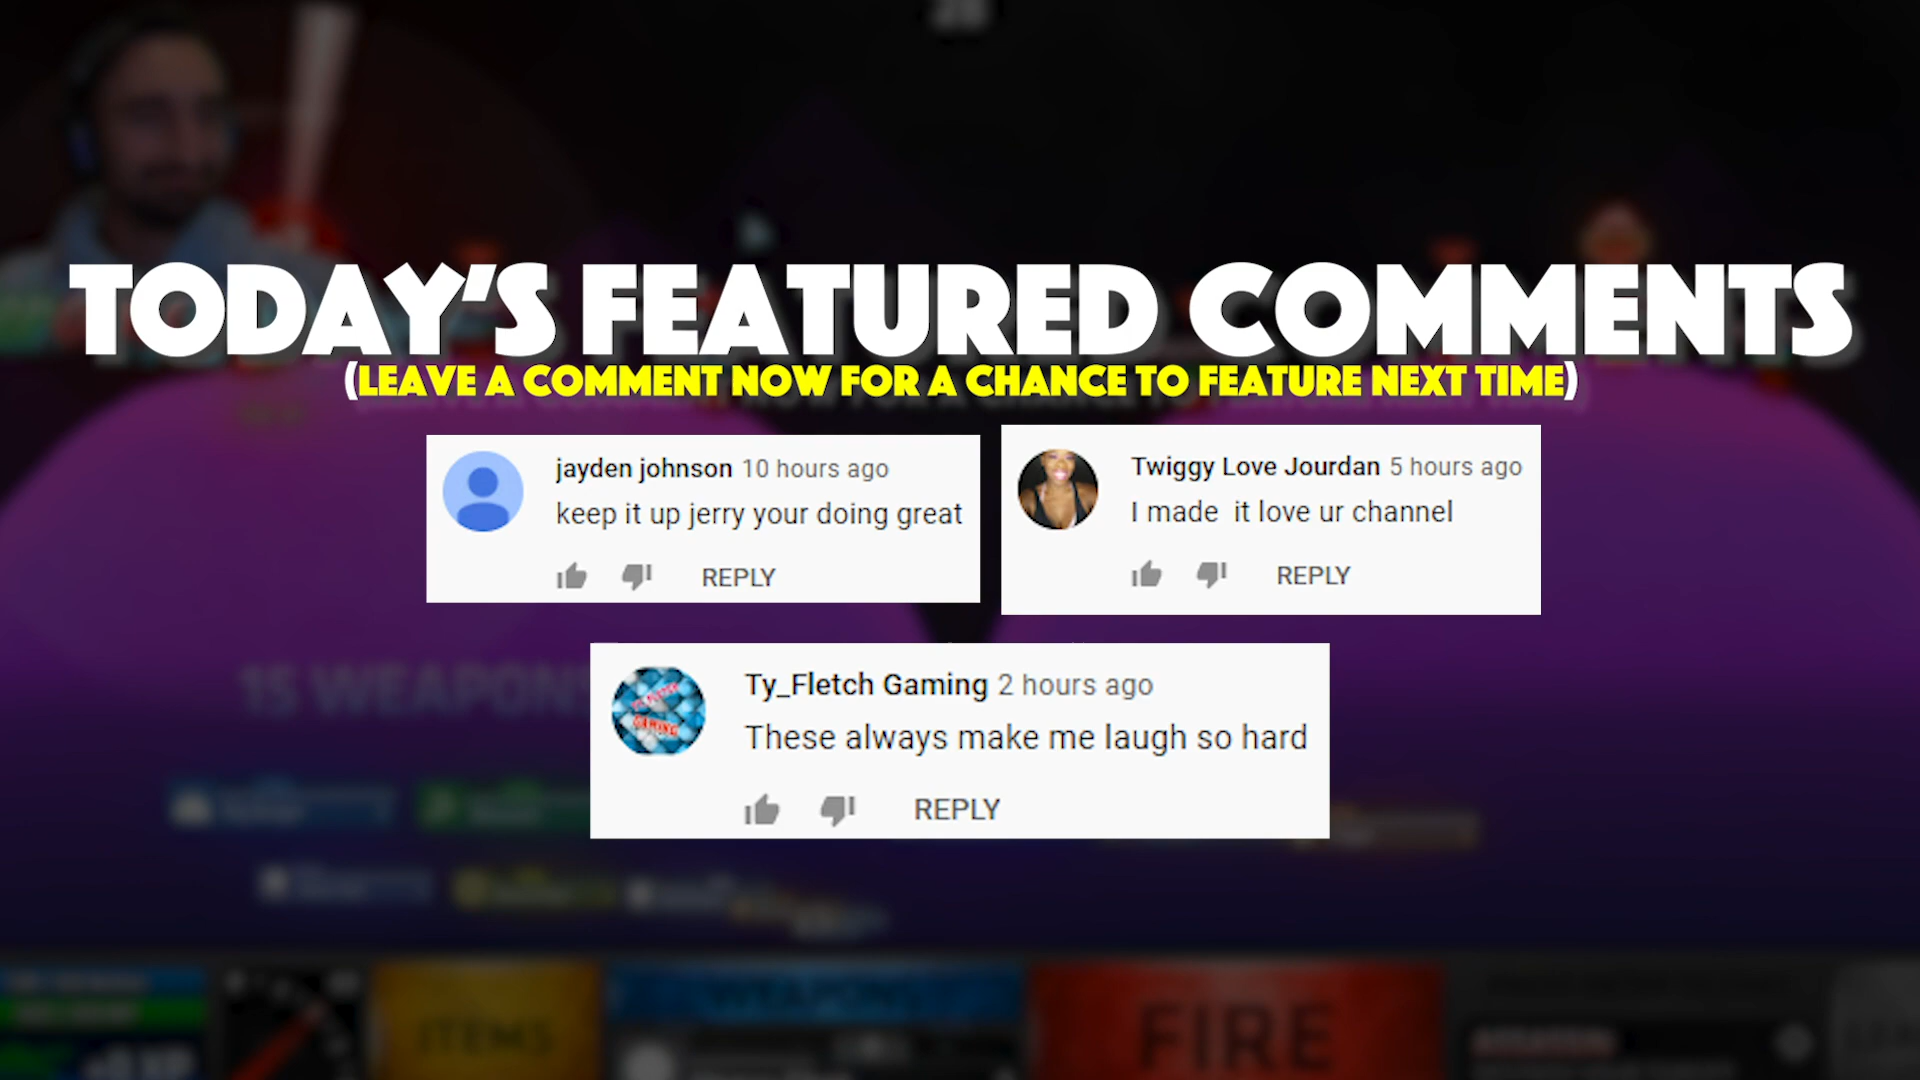 TODAY'S FEATURED COMMENTS
(LEAVE A COMMENT NOW FOR A CHANCE TO FEATURE NEXT TIME)
jayden johnson 10 hours ago
keep it up jerry your doing great
REPLY
Twiggy Love Jourdan 5 hours ago
I made  it love ur channel
REPLY
Ty_Fletch Gaming 2 hours ago
These always make me laugh so hard
REPLY
15 WEAPONS
ITEMS
WEAPONS
FIRE